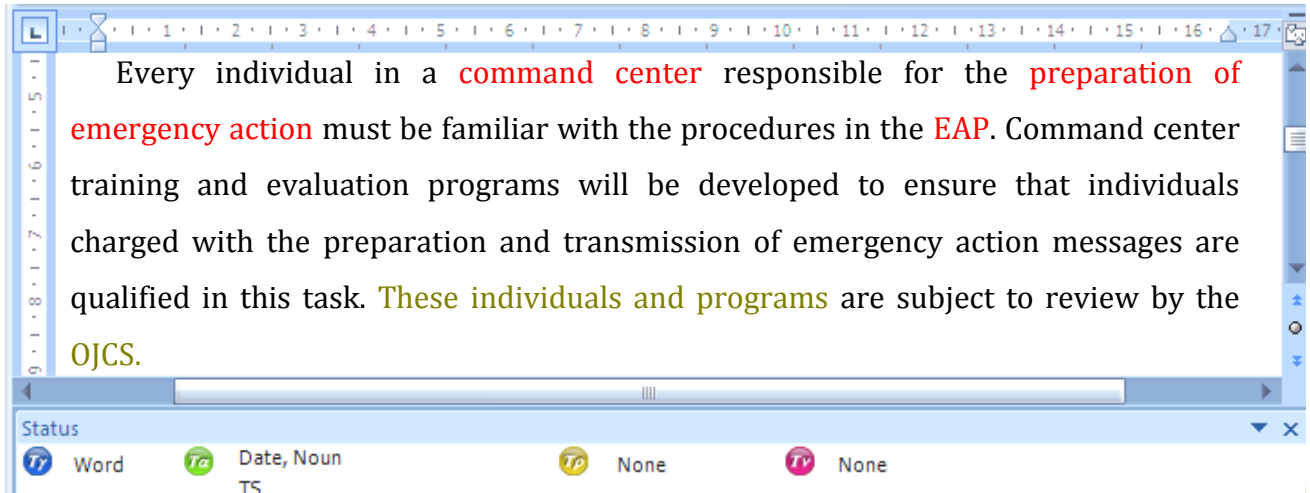 L 1 2 3 4 5 6 7 8 9 10 11 12 13 14 15 16 17
Every individual in a command center responsible for the preparation of
emergency action must be familiar with the procedures in the EAP. Command center
training and evaluation programs will be developed to ensure that individuals
charged with the preparation and transmission of emergency action messages are
qualified in this task. These individuals and programs are subject to review by the
OJCS.
5 6 7 8 9
Status
Ty Word Ta Date, Noun Tp None Tv None
TS